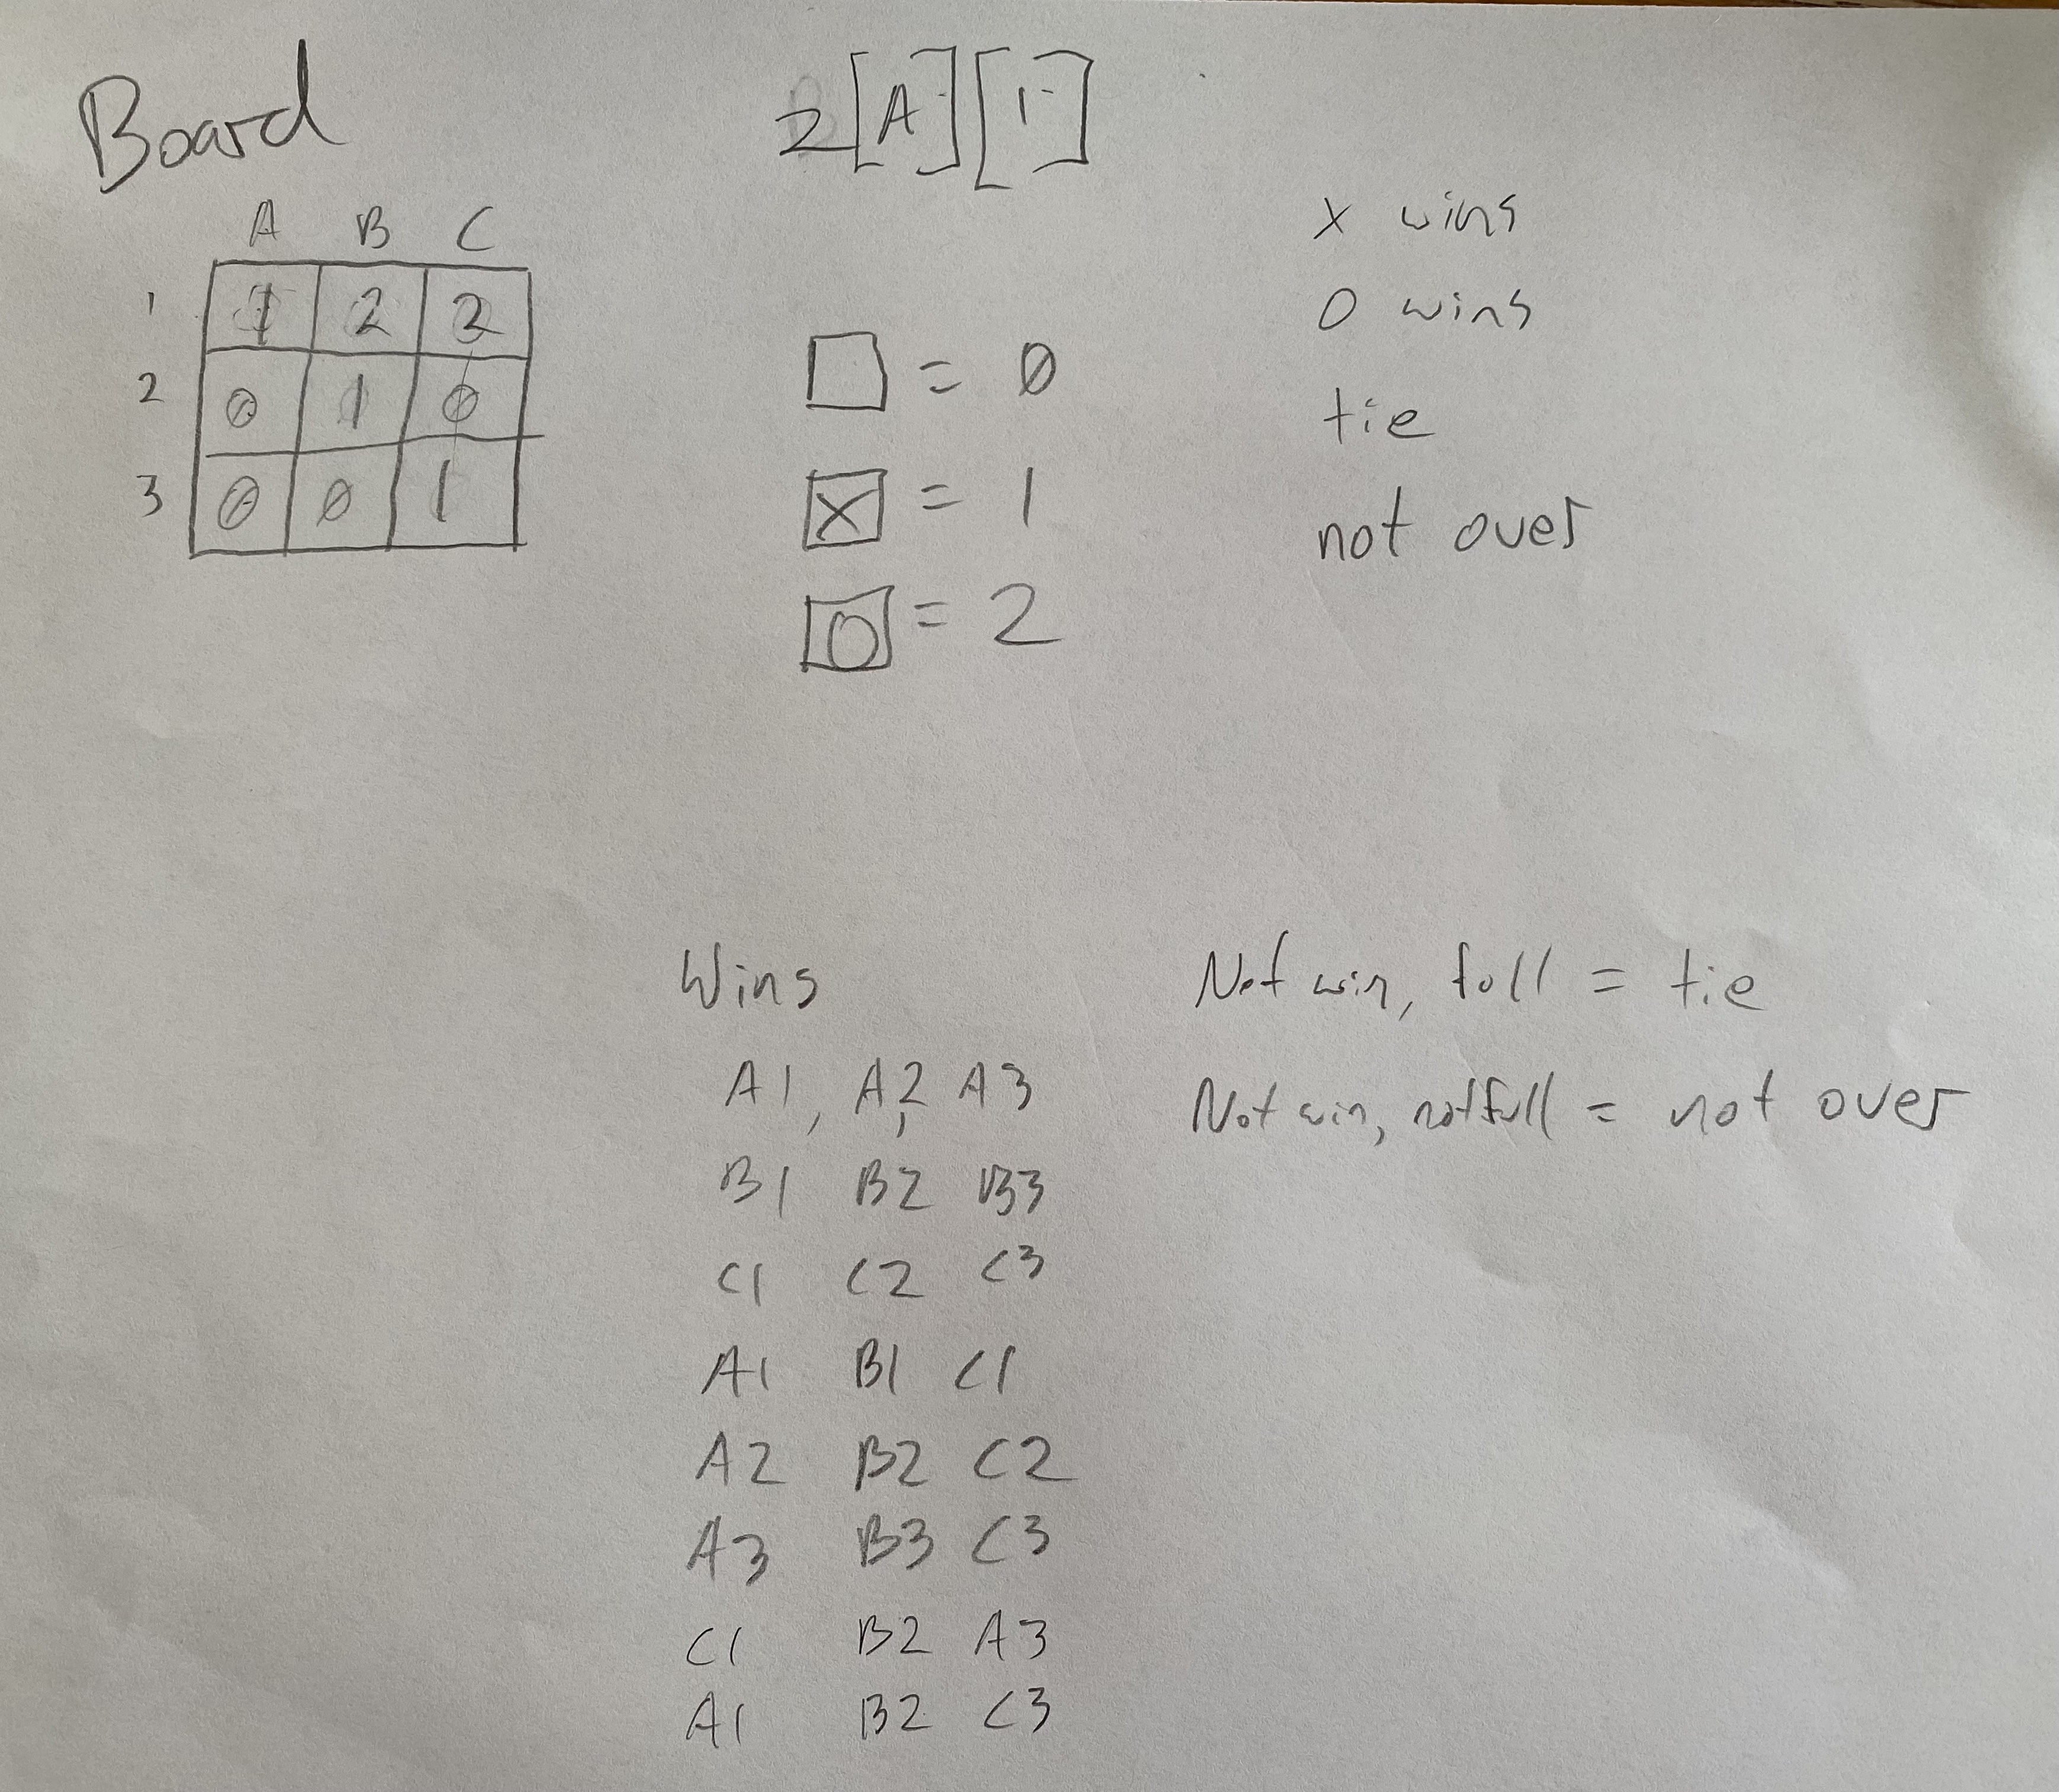 Board
2[A][1]
A B C
1 1 2 2
2 0 1 0
3 0 0 1
= 0
X = 1
O = 2
X wins
O wins
tie
not over
Wins
A1, A2, A3
B1 B2 B3
C1 C2 C3
A1 B1 C1
A2 B2 C2
A3 B3 C3
C1 B2 A3
A1 B2 C3
Not win, full = tie
Not win, not full = not over